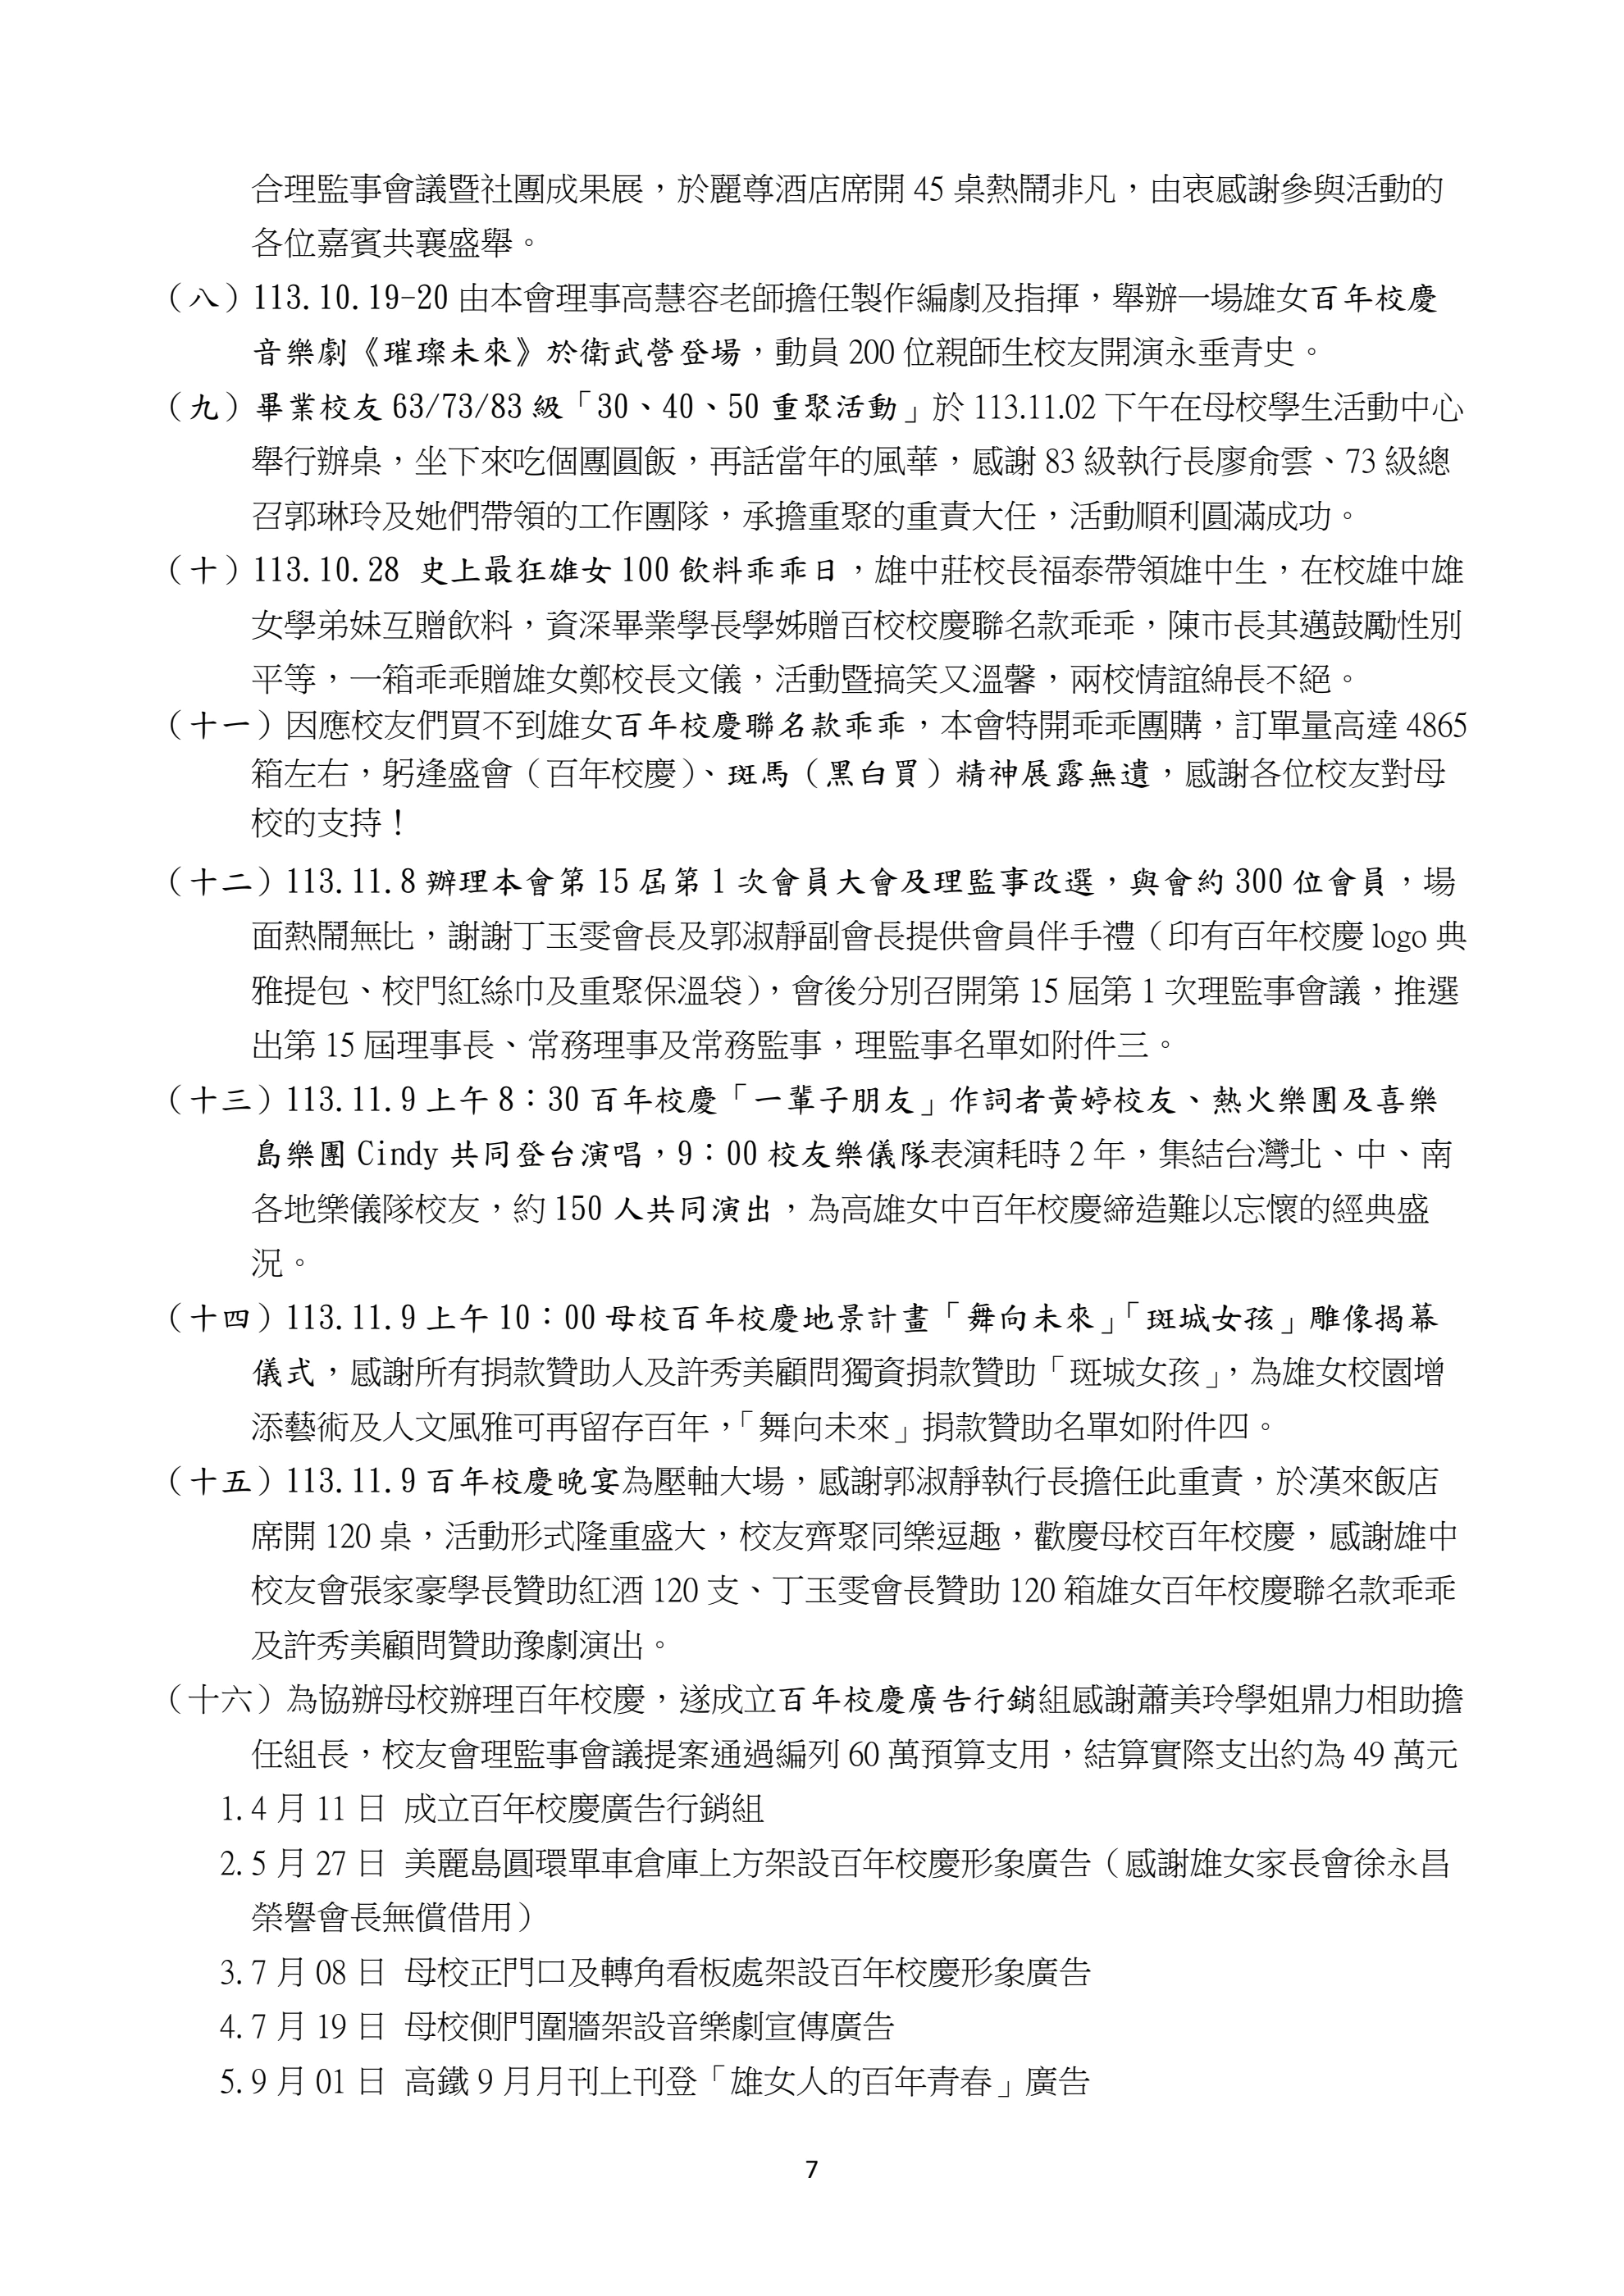 合理監事會議暨社團成果展，於麗尊酒店席開 45 桌熱鬧非凡，由衷感謝參與活動的
各位嘉賓共襄盛舉。
（八）113.10.19-20 由本會理事高慧容老師擔任製作編劇及指揮，舉辦一場雄女百年校慶
音樂劇《璀璨未來》於衛武營登場，動員 200 位親師生校友開演永垂青史。
（九）畢業校友 63/73/83 級「30、40、50 重聚活動」於 113.11.02 下午在母校學生活動中心
舉行辦桌，坐下來吃個團圓飯，再話當年的風華，感謝 83 級執行長廖俞雲、73 級總
召郭琳玲及她們帶領的工作團隊，承擔重聚的重責大任，活動順利圓滿成功。
（十）113.10.28 史上最狂雄女 100 飲料乖乖日，雄中莊校長福泰帶領雄中生，在校雄中雄
女學弟妹互贈飲料，資深畢業學長學姊贈百校校慶聯名款乖乖，陳市長其邁鼓勵性別
平等，一箱乖乖贈雄女鄭校長文儀，活動暨搞笑又溫馨，兩校情誼綿長不絕。
（十一）因應校友們買不到雄女百年校慶聯名款乖乖，本會特開乖乖團購，訂單量高達 4865
箱左右，躬逢盛會（百年校慶）、斑馬（黑白買）精神展露無遺，感謝各位校友對母
校的支持！
（十二）113.11.8 辦理本會第 15 屆第 1 次會員大會及理監事改選，與會約 300 位會員，場
面熱鬧無比，謝謝丁玉雯會長及郭淑靜副會長提供會員伴手禮（印有百年校慶 logo 典
雅提包、校門紅絲巾及重聚保溫袋），會後分別召開第 15 屆第 1 次理監事會議，推選
出第 15 屆理事長、常務理事及常務監事，理監事名單如附件三。
（十三）113.11.9 上午 8：30 百年校慶「一輩子朋友」作詞者黃婷校友、熱火樂團及喜樂
島樂團 Cindy 共同登台演唱，9：00 校友樂儀隊表演耗時 2 年，集結台灣北、中、南
各地樂儀隊校友，約 150 人共同演出，為高雄女中百年校慶締造難以忘懷的經典盛
況。
（十四）113.11.9 上午 10：00 母校百年校慶地景計畫「舞向未來」「斑城女孩」雕像揭幕
儀式，感謝所有捐款贊助人及許秀美顧問獨資捐款贊助「斑城女孩」，為雄女校園增
添藝術及人文風雅可再留存百年，「舞向未來」捐款贊助名單如附件四。
（十五）113.11.9 百年校慶晚宴為壓軸大場，感謝郭淑靜執行長擔任此重責，於漢來飯店
席開 120 桌，活動形式隆重盛大，校友齊聚同樂逗趣，歡慶母校百年校慶，感謝雄中
校友會張家豪學長贊助紅酒 120 支、丁玉雯會長贊助 120 箱雄女百年校慶聯名款乖乖
及許秀美顧問贊助豫劇演出。
（十六）為協辦母校辦理百年校慶，遂成立百年校慶廣告行銷組感謝蕭美玲學姐鼎力相助擔
任組長，校友會理監事會議提案通過編列 60 萬預算支用，結算實際支出約為 49 萬元
1. 4 月 11 日 成立百年校慶廣告行銷組
2. 5 月 27 日 美麗島圓環單車倉庫上方架設百年校慶形象廣告（感謝雄女家長會徐永昌
榮譽會長無償借用）
3. 7 月 08 日 母校正門口及轉角看板處架設百年校慶形象廣告
4. 7 月 19 日 母校側門圍牆架設音樂劇宣傳廣告
5. 9 月 01 日 高鐵 9 月月刊上刊登「雄女人的百年青春」廣告
7